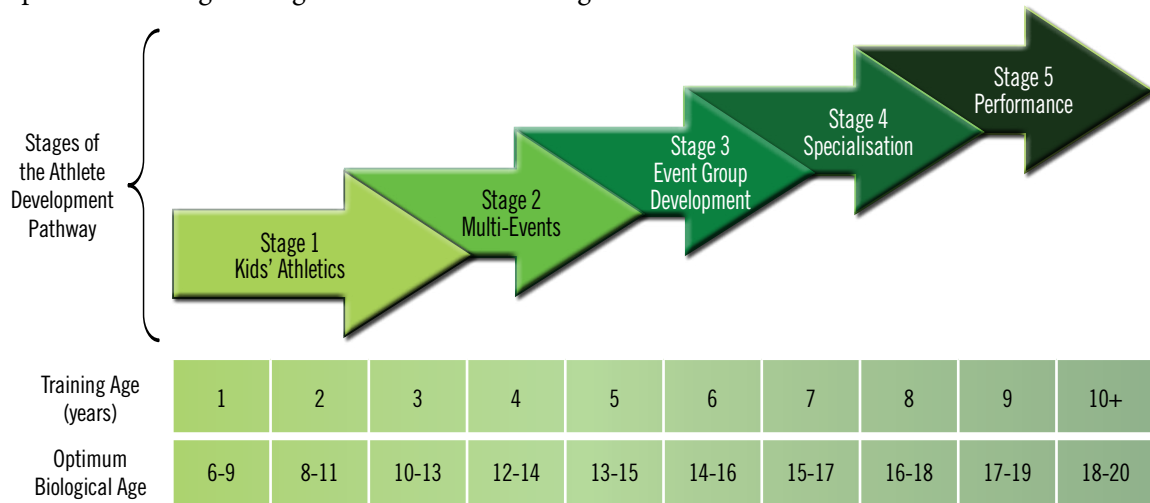 Stages of
the Athlete
Development
Pathway
Stage 1
Kids' Athletics
Stage 2
Multi-Events
Stage 3
Event Group
Development
Stage 4
Specialisation
Stage 5
Performance
Training Age
(years)
1 2 3 4 5 6 7 8 9 10+
Optimum
Biological Age
6-9 8-11 10-13 12-14 13-15 14-16 15-17 16-18 17-19 18-20